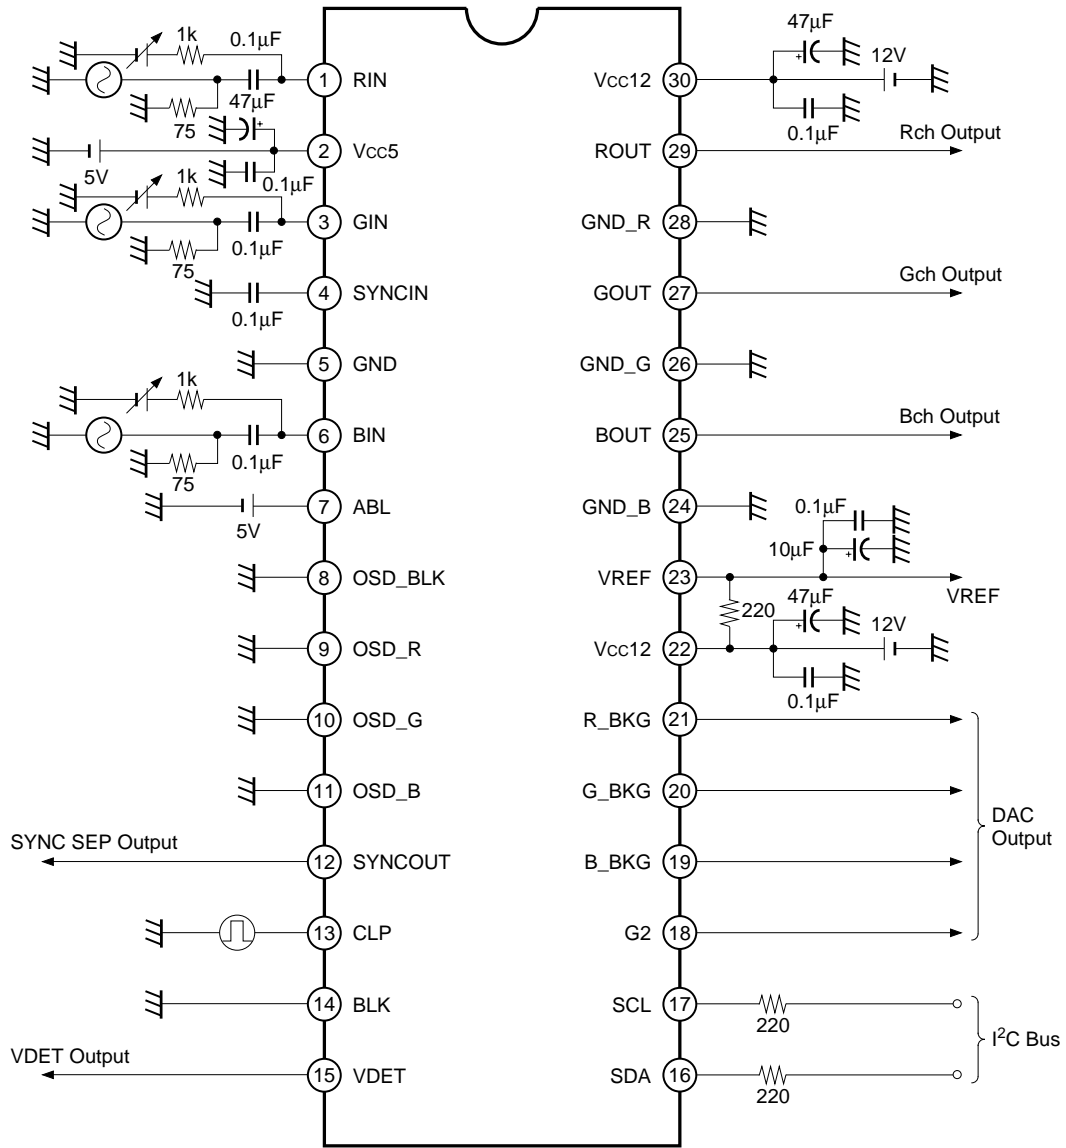 1k
0.1µF
47µF
12V
1
RIN
VCC12
30
75
47µF
0.1µF
Rch Output
2
VCC5
ROUT
29
5V
1k
0.1µF
3
GIN
GND_R
28
75
0.1µF
4
SYNCIN
GOUT
27
Gch Output
0.1µF
5
GND
GND_G
26
1k
6
BIN
BOUT
25
Bch Output
75
0.1µF
7
ABL
GND_B
24
5V
0.1µF
10µF
8
OSD_BLK
VREF
23
VREF
220
47µF
12V
9
OSD_R
VCC12
22
0.1µF
10
OSD_G
R_BKG
21
11
OSD_B
G_BKG
20
DAC
Output
SYNC SEP Output
12
SYNCOUT
B_BKG
19
13
CLP
G2
18
14
BLK
SCL
17
220
I2C Bus
VDET Output
15
VDET
SDA
16
220